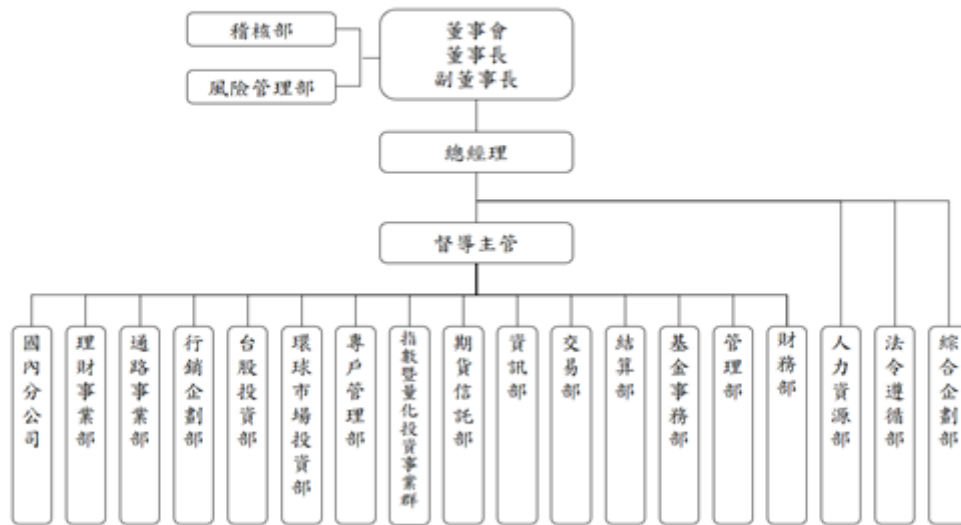 稽核部
風險管理部
董事會
董事長
副董事長
總經理
督導主管
國內分公司
理財事業部
通路事業部
行銷企劃部
台股投資部
環球市場投資部
專戶管理部
指數暨量化投資事業群
期貨信託部
資訊部
交易部
結算部
基金事務部
管理部
財務部
人力資源部
法令遵循部
綜合企劃部